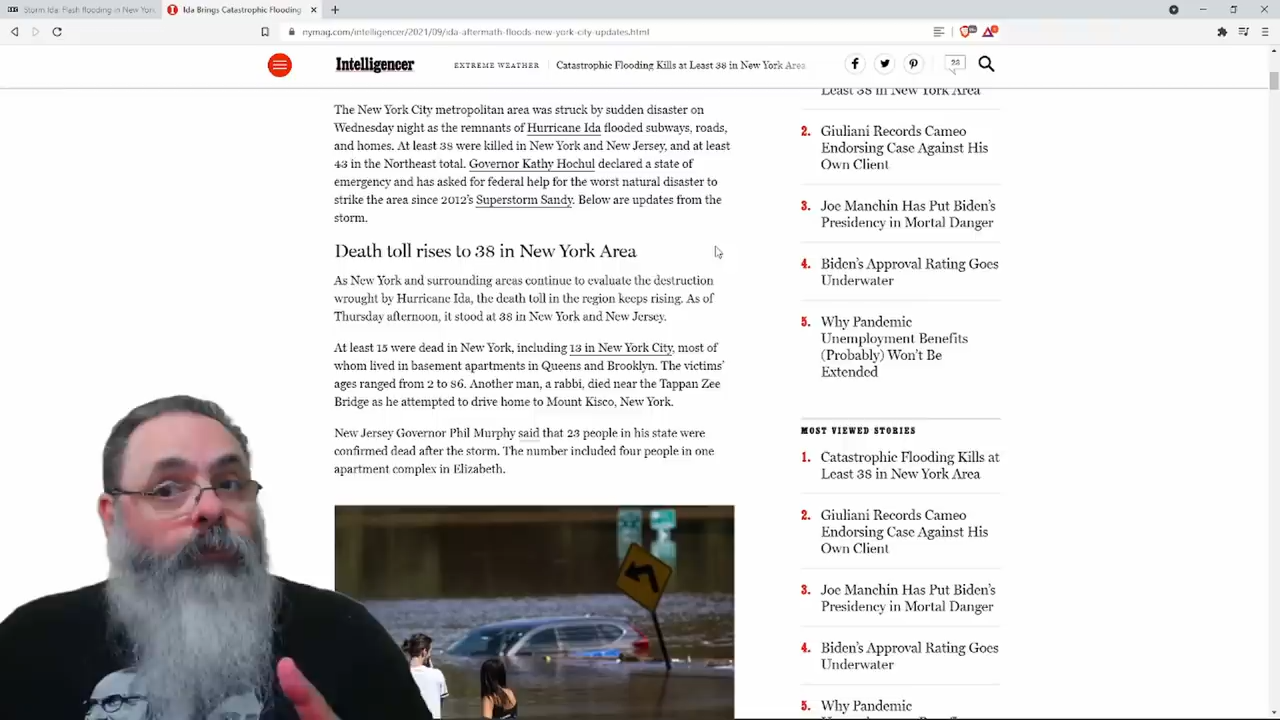 Storm Ida: Flash flooding in New York
Ida Brings Catastrophic Flooding
nymag.com/intelligencer/2021/09/ida-aftermath-floods-new-york-city-updates.html
Intelligencer
EXTREME WEATHER
Catastrophic Flooding Kills at Least 38 in New York Area
28
The New York City metropolitan area was struck by sudden disaster on
Wednesday night as the remnants of Hurricane Ida flooded subways, roads,
and homes. At least 38 were killed in New York and New Jersey, and at least
43 in the Northeast total. Governor Kathy Hochul declared a state of
emergency and has asked for federal help for the worst natural disaster to
strike the area since 2012's Superstorm Sandy. Below are updates from the
storm.
Death toll rises to 38 in New York Area
As New York and surrounding areas continue to evaluate the destruction
wrought by Hurricane Ida, the death toll in the region keeps rising. As of
Thursday afternoon, it stood at 38 in New York and New Jersey.
At least 15 were dead in New York, including 13 in New York City, most of
whom lived in basement apartments in Queens and Brooklyn. The victims'
ages ranged from 2 to 86. Another man, a rabbi, died near the Tappan Zee
Bridge as he attempted to drive home to Mount Kisco, New York.
New Jersey Governor Phil Murphy said that 23 people in his state were
confirmed dead after the storm. The number included four people in one
apartment complex in Elizabeth.
Least 38 in New York Area
2. Giuliani Records Cameo
Endorsing Case Against His
Own Client
3. Joe Manchin Has Put Biden's
Presidency in Mortal Danger
4. Biden's Approval Rating Goes
Underwater
5. Why Pandemic
Unemployment Benefits
(Probably) Won't Be
Extended
MOST VIEWED STORIES
1. Catastrophic Flooding Kills at
Least 38 in New York Area
2. Giuliani Records Cameo
Endorsing Case Against His
Own Client
3. Joe Manchin Has Put Biden's
Presidency in Mortal Danger
4. Biden's Approval Rating Goes
Underwater
5. Why Pandemic